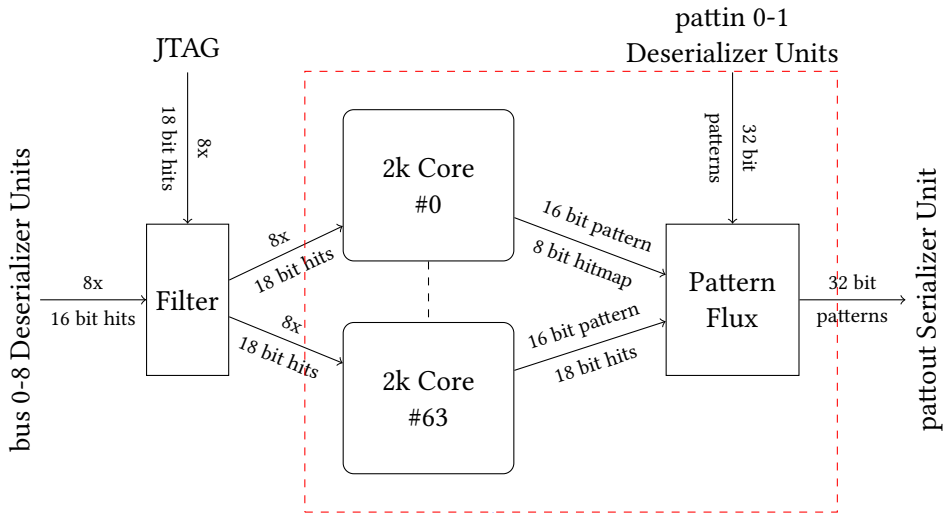 pattin 0-1
Deserializer Units
JTAG
8x
18 bit hits
32 bit
patterns
bus 0-8 Deserializer Units
8x
16 bit hits
Filter
8x
18 bit hits
8x
18 bit hits
2k Core
#0
2k Core
#63
16 bit pattern
8 bit hitmap
16 bit pattern
18 bit hits
Pattern
Flux
32 bit
patterns
pattout Serializer Unit